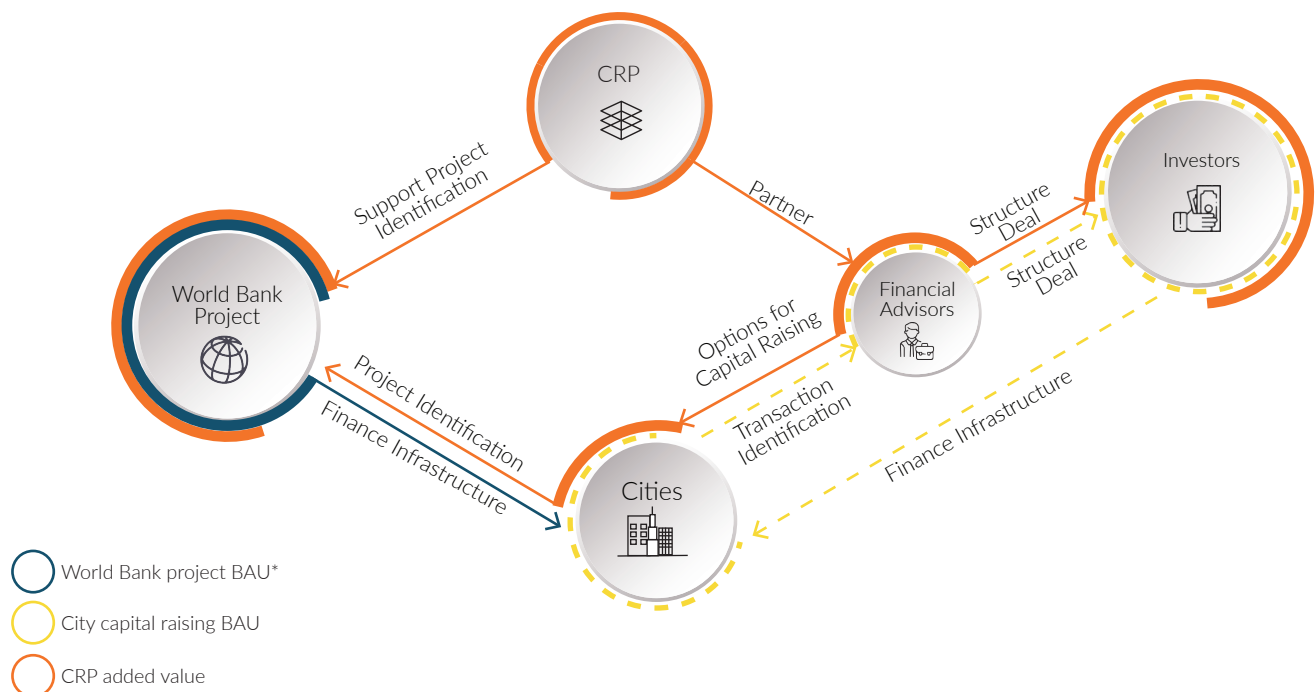 CRP
Investors
Support Project
Identification
Partner
Structure
Deal
Structure
Deal
World Bank
Project
Financial
Advisors
Options for
Capital Raising
Project Identification
Finance Infrastructure
Transaction
Identification
Finance Infrastructure
Cities
World Bank project BAU*
City capital raising BAU
CRP added value